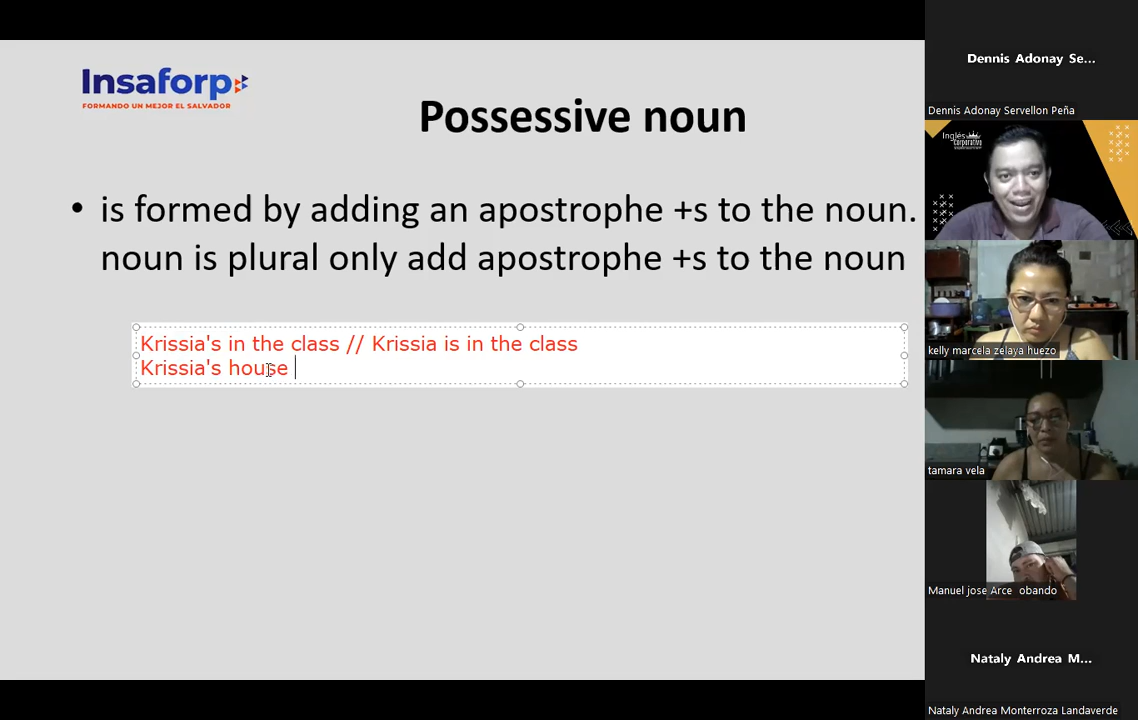 Insaforp
FORMANDO UN MEJOR EL SALVADOR
Possessive noun
• is formed by adding an apostrophe +s to the noun.
noun is plural only add apostrophe +s to the noun
Krissia's in the class // Krissia is in the class
Krissia's house
Dennis Adonay Se...
Dennis Adonay Servellon Peña
Inglés
corporativo
kelly marcela zelaya huezo
tamara vela
Manuel jose Arce obando
Nataly Andrea M...
Nataly Andrea Monterroza Landaverde